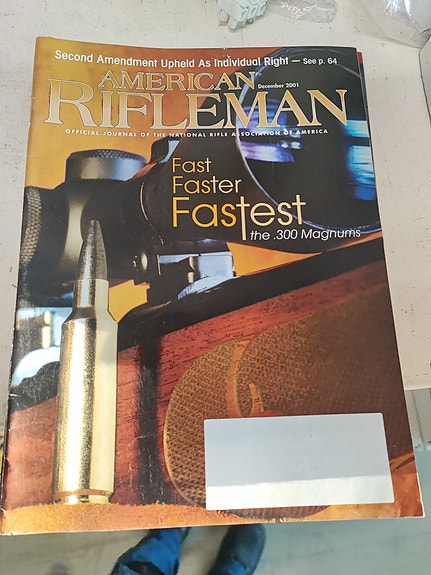 Second Amendment Upheld As Individual Right — See p. 64
AMERICAN
December 2001
RIFLEMAN
OFFICIAL JOURNAL OF THE NATIONAL RIFLE ASSOCIATION OF AMERICA
Fast
Faster
Fastest
the .300 Magnums